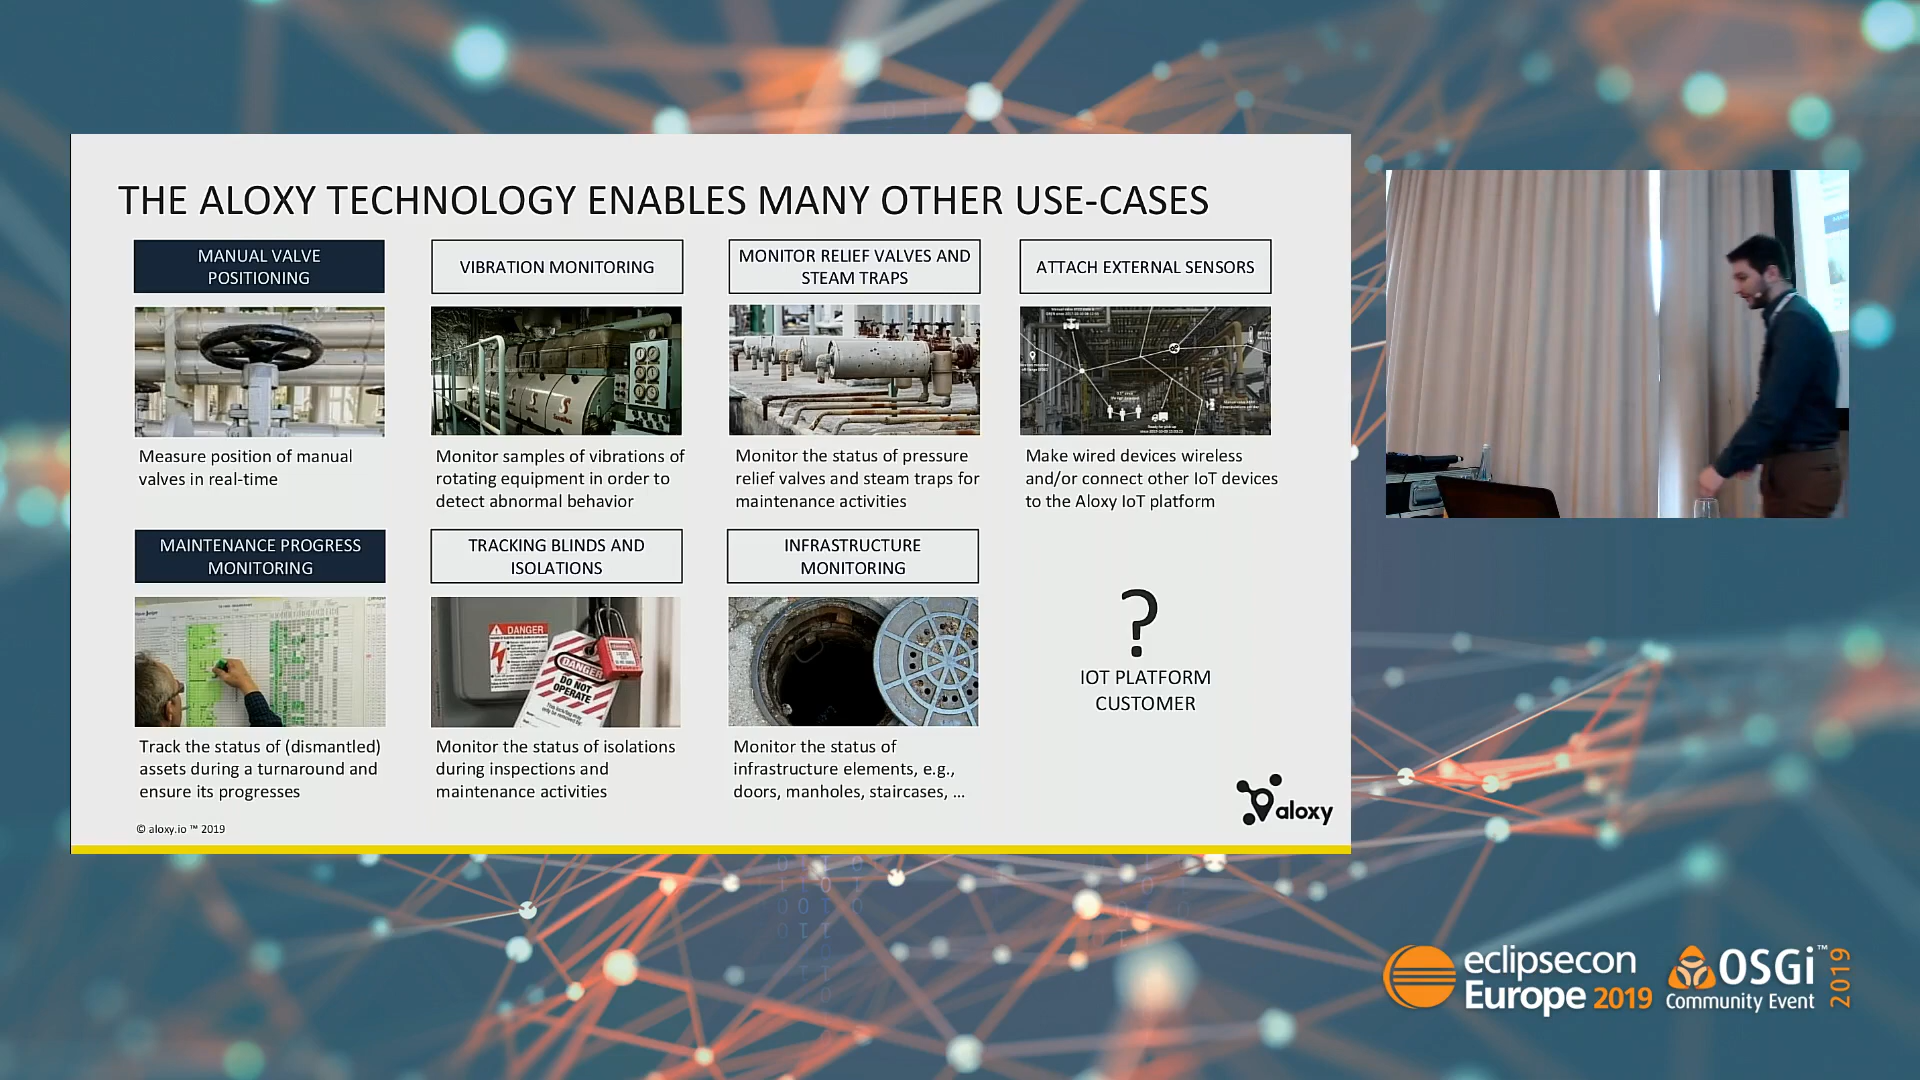 THE ALOXY TECHNOLOGY ENABLES MANY OTHER USE-CASES
MANUAL VALVE
POSITIONING
Measure position of manual
valves in real-time
VIBRATION MONITORING
Monitor samples of vibrations of
rotating equipment in order to
detect abnormal behavior
MONITOR RELIEF VALVES AND
STEAM TRAPS
Monitor the status of pressure
relief valves and steam traps for
maintenance activities
ATTACH EXTERNAL SENSORS
Make wired devices wireless
and/or connect other IoT devices
to the Aloxy IoT platform
MAINTENANCE PROGRESS
MONITORING
Track the status of (dismantled)
assets during a turnaround and
ensure its progresses
TRACKING BLINDS AND
ISOLATIONS
DANGER
DANGER
DO NOT
OPERATE
Monitor the status of isolations
during inspections and
maintenance activities
INFRASTRUCTURE
MONITORING
Monitor the status of
infrastructure elements, e.g.,
doors, manholes, staircases, ...
?
IOT PLATFORM
CUSTOMER
aloxy
© aloxy.io ™ 2019
eclipsecon
Europe 2019
OSGi™
Community Event
2019